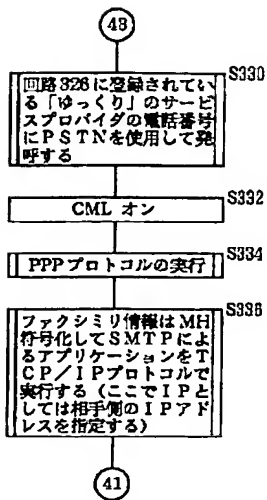 48
S330
回路326に登録されてい
る「ゆっくり」のサービ
スプロバイダの電話番号
にPSTNを使用して発
呼する
S332
CML オン
S334
PPPプロトコルの実行
S336
ファクシミリ情報はMH
符号化してSMTPによ
るアプリケーションをT
CP/IPプロトコルで
実行する(ここでIPと
しては相手側のIPアド
レスを指定する)
41